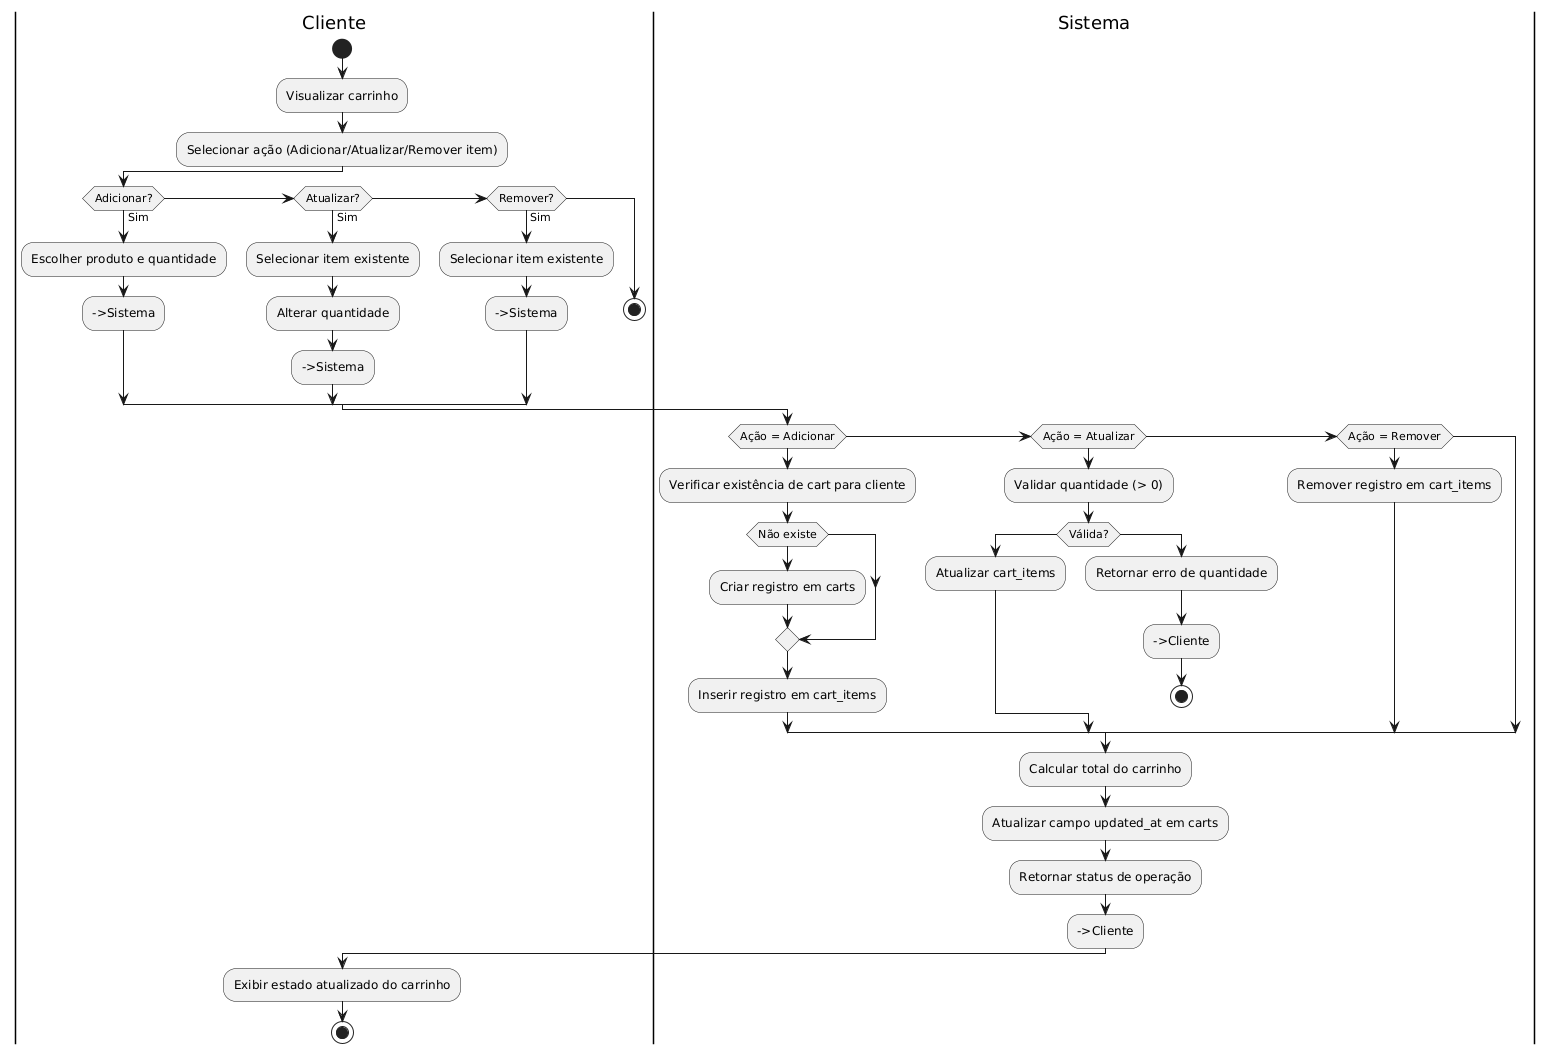 Cliente
Sistema
Visualizar carrinho
Selecionar ação (Adicionar/Atualizar/Remover item)
Adicionar?
Atualizar?
Remover?
Sim
Sim
Sim
Escolher produto e quantidade
Selecionar item existente
Selecionar item existente
->Sistema
Alterar quantidade
->Sistema
->Sistema
Ação = Adicionar
Ação = Atualizar
Ação = Remover
Verificar existência de cart para cliente
Validar quantidade (> 0)
Remover registro em cart_items
Não existe
Válida?
Criar registro em carts
Atualizar cart_items
Retornar erro de quantidade
->Cliente
Inserir registro em cart_items
Calcular total do carrinho
Atualizar campo updated_at em carts
Retornar status de operação
->Cliente
Exibir estado atualizado do carrinho